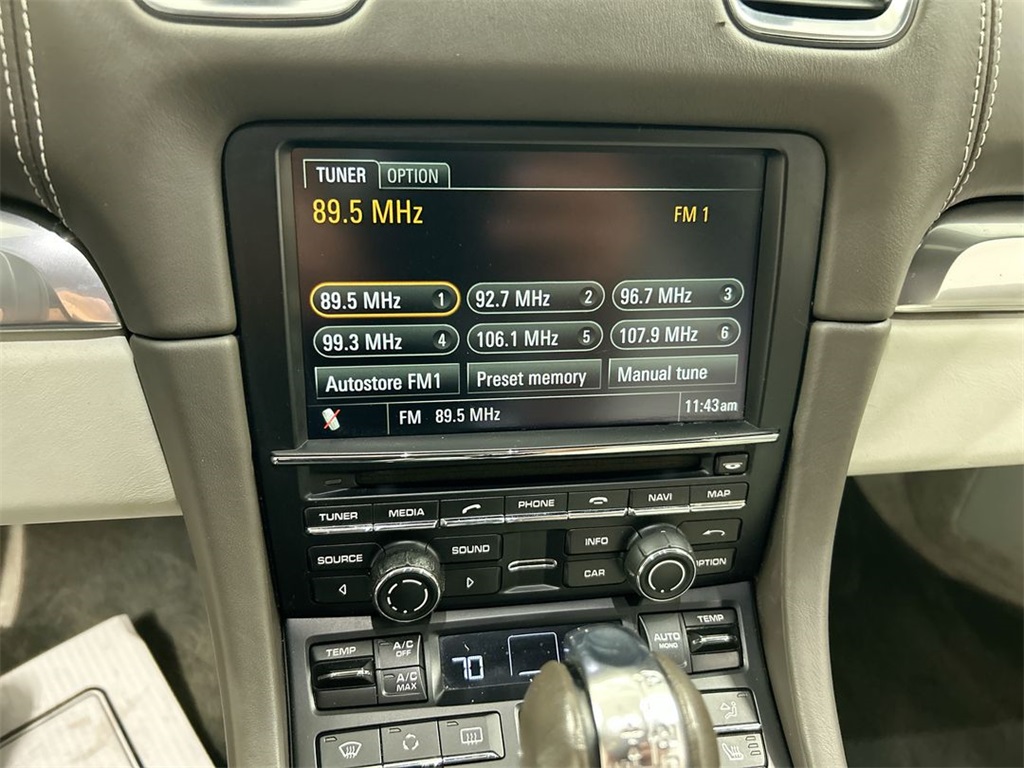 TUNER OPTION
89.5 MHz FM 1
89.5 MHz 1 92.7 MHz 2 96.7 MHz 3
99.3 MHz 4 106.1 MHz 5 107.9 MHz 6
Autostore FM1 Preset memory Manual tune
FM 89.5 MHz 11:43am
TUNER MEDIA PHONE NAVI MAP
SOURCE SOUND INFO
CAR OPTION
TEMP A/C OFF AUTO MONO TEMP
A/C MAX 70